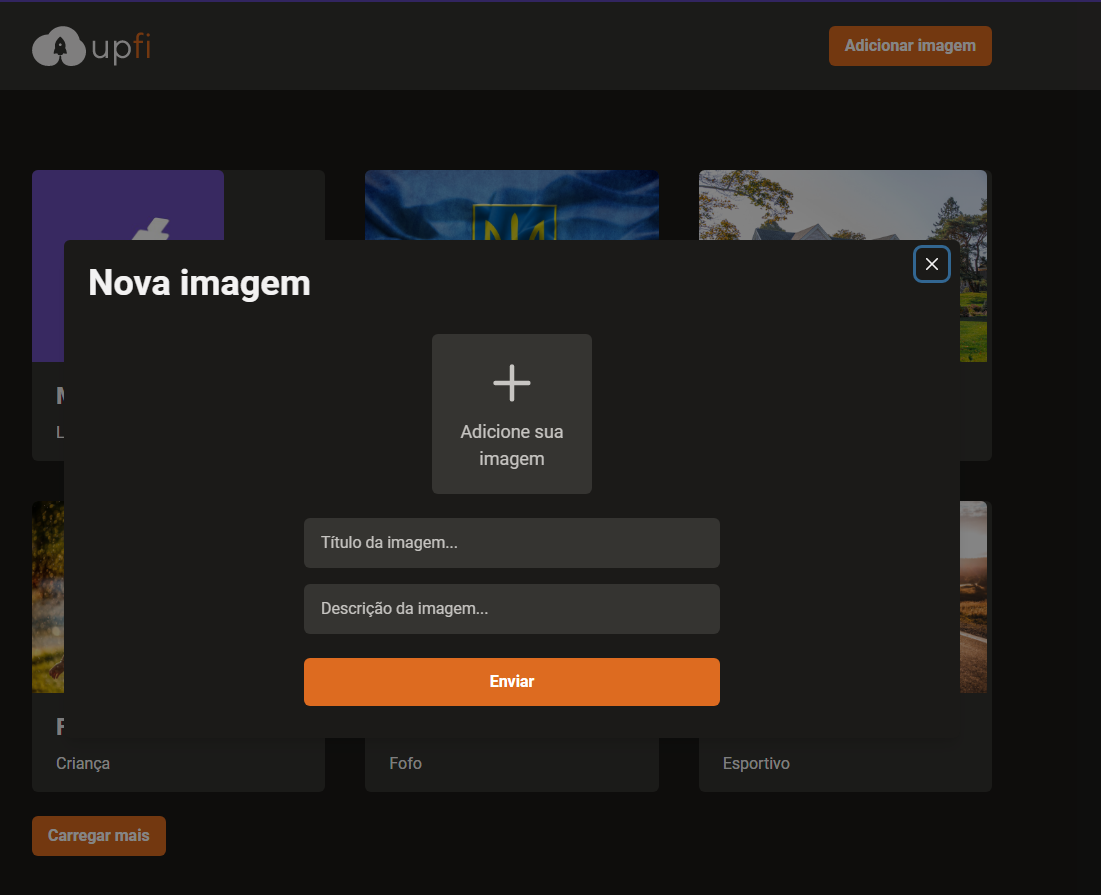 upfi
Adicionar imagem
Nova imagem
Adicione sua
imagem
Título da imagem...
Descrição da imagem...
Enviar
Criança
Fofo
Esportivo
Carregar mais